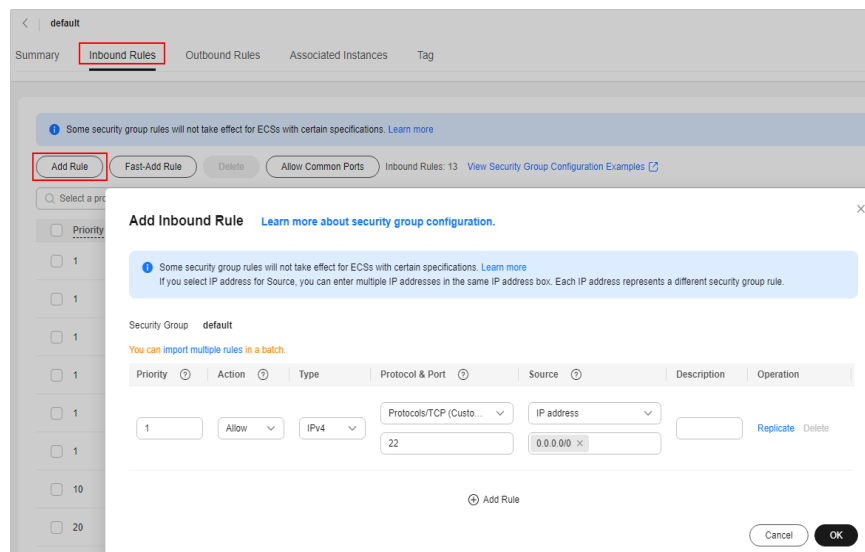 default
Summary Inbound Rules Outbound Rules Associated Instances Tag
Some security group rules will not take effect for ECSs with certain specifications. Learn more
Add Rule Fast-Add Rule Delete Allow Common Ports Inbound Rules: 13 View Security Group Configuration Examples
Select a pro
Priority
1
1
1
1
1
1
10
20
Add Inbound Rule Learn more about security group configuration.
Some security group rules will not take effect for ECSs with certain specifications. Learn more
If you select IP address for Source, you can enter multiple IP addresses in the same IP address box. Each IP address represents a different security group rule.
Security Group default
You can import multiple rules in a batch.
Priority Action Type Protocol & Port Source Description Operation
1 Allow IPv4 Protocols/TCP (Custo... IP address Replicate Delete
22 0.0.0.0/0
Add Rule
Cancel OK